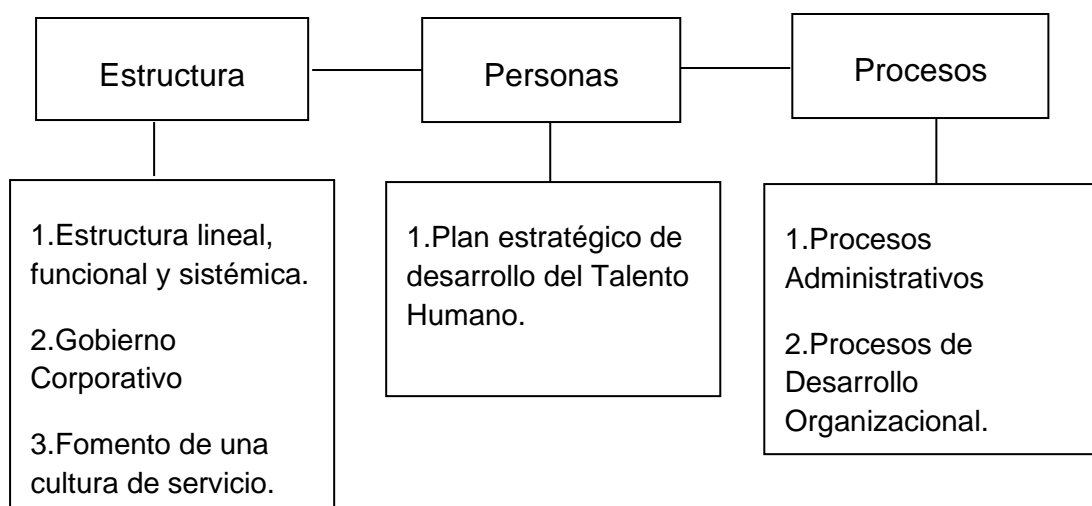 Estructura
Personas
Procesos
1.Estructura lineal,
funcional y sistémica.
2.Gobierno
Corporativo
3.Fomento de una
cultura de servicio.
1.Plan estratégico de
desarrollo del Talento
Humano.
1.Procesos
Administrativos
2.Procesos de
Desarrollo
Organizacional.